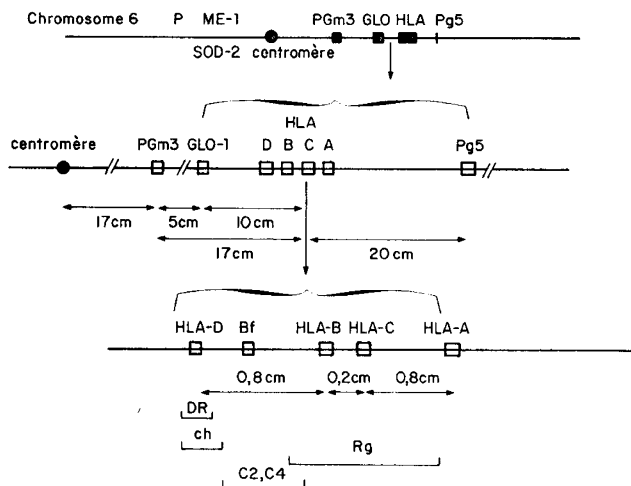 Chromosome 6 P ME-1 PGm3 GLO HLA Pg5
SOD-2 centromère
HLA
centromère PGm3 GLO-1 D B C A Pg5
17cm 5cm 10cm
17cm 20cm
HLA-D Bf HLA-B HLA-C HLA-A
0,8cm 0,2cm 0,8cm
DR
ch
Rg
C2,C4